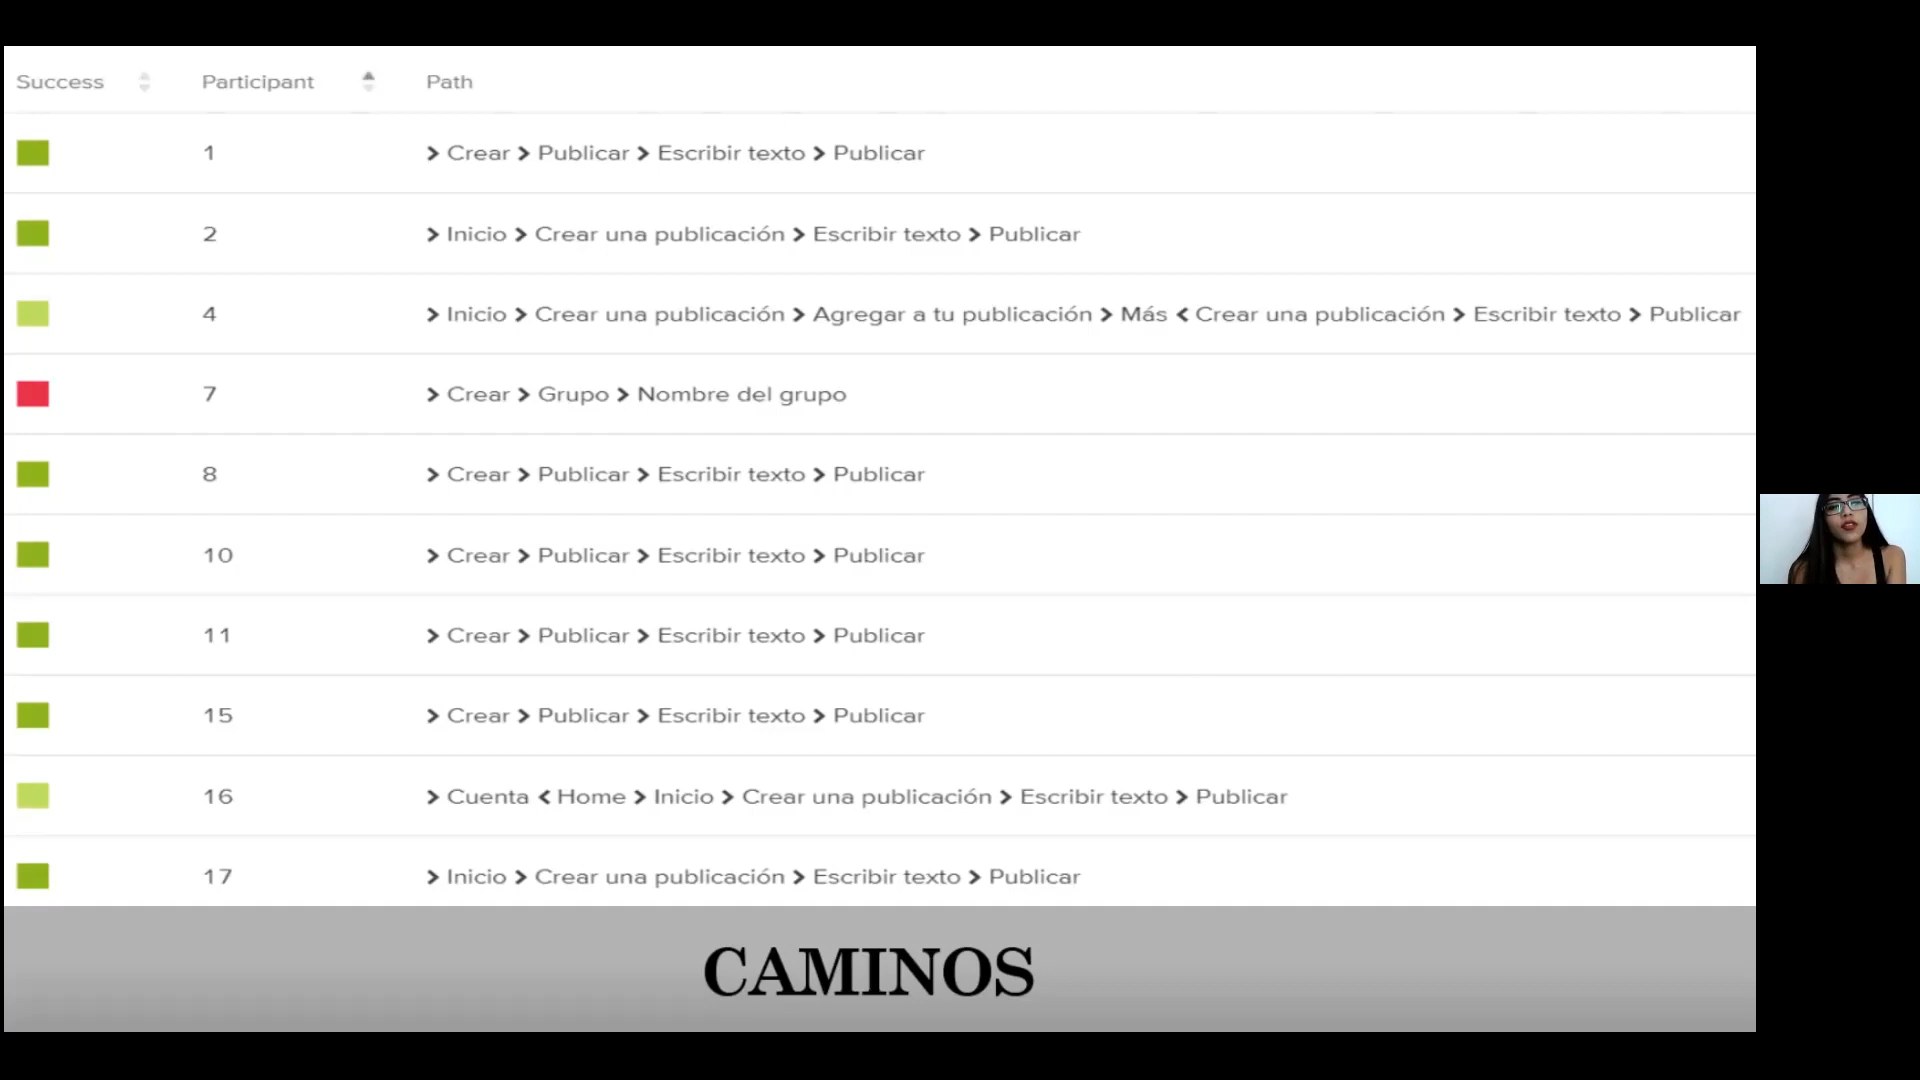 Success Participant Path
1 > Crear > Publicar > Escribir texto > Publicar
2 > Inicio > Crear una publicación > Escribir texto > Publicar
4 > Inicio > Crear una publicación > Agregar a tu publicación > Más < Crear una publicación > Escribir texto > Publicar
7 > Crear > Grupo > Nombre del grupo
8 > Crear > Publicar > Escribir texto > Publicar
10 > Crear > Publicar > Escribir texto > Publicar
11 > Crear > Publicar > Escribir texto > Publicar
15 > Crear > Publicar > Escribir texto > Publicar
16 > Cuenta < Home > Inicio > Crear una publicación > Escribir texto > Publicar
17 > Inicio > Crear una publicación > Escribir texto > Publicar
CAMINOS